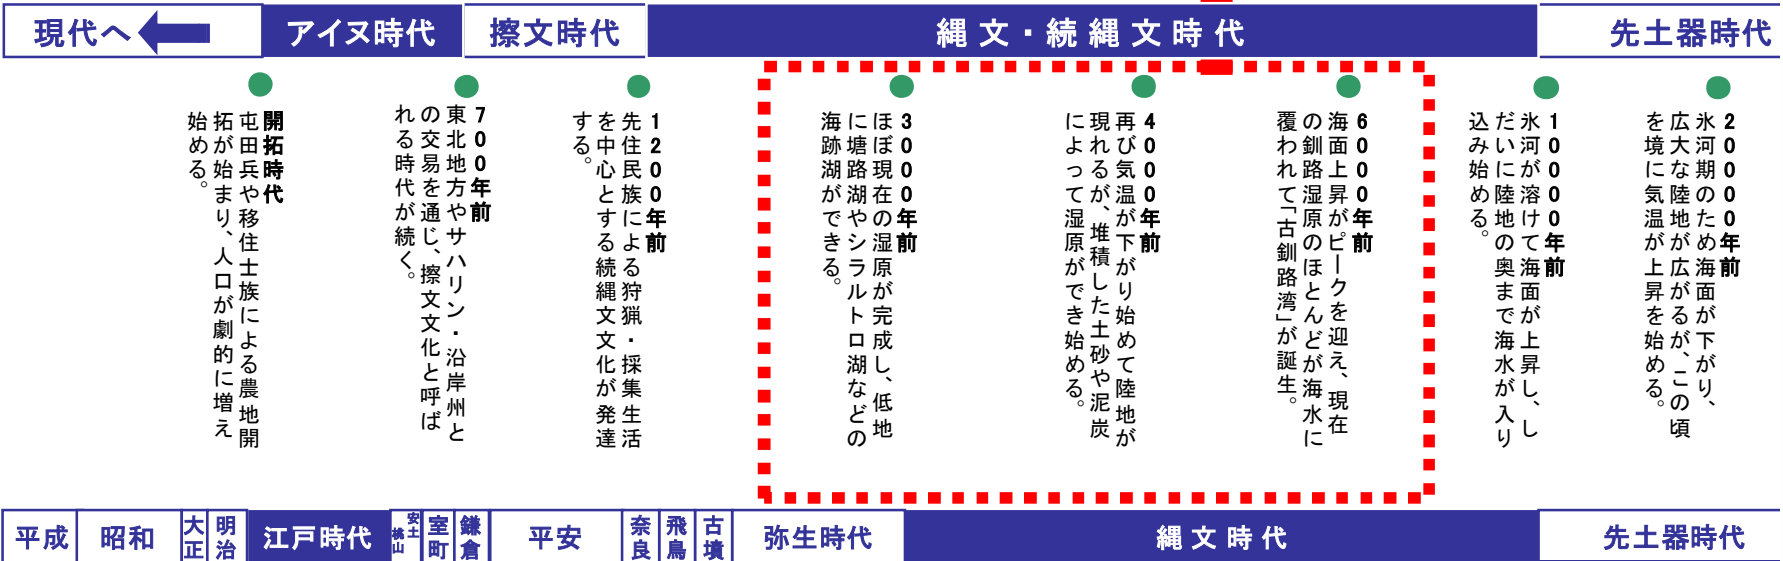 現代へ
アイヌ時代
擦文時代
縄文・続縄文時代
先土器時代
20000年前
氷河期のため海面が下がり、
広大な陸地が広がるが、この頃
を境に気温が上昇を始める。
10000年前
氷河が溶けて海面が上昇し、し
だいに陸地の奥まで海水が入り
込み始める。
6000年前
海面上昇がピークを迎え、現在
の釧路湿原のほとんどが海水に
覆われて「古釧路湾」が誕生。
4000年前
再び気温が下がり始めて陸地が
現れるが、堆積した土砂や泥炭
によって湿原ができ始める。
3000年前
ほぼ現在の湿原が完成し、低地
に塘路湖やシラルトロ湖などの
海跡湖ができる。
1200年前
先住民族による狩猟・採集生活
を中心とする続縄文文化が発達
する。
700年前
東北地方やサハリン・沿岸州と
の交易を通じ、擦文文化と呼ば
れる時代が続く。
開拓時代
屯田兵や移住士族による農地開
拓が始まり、人口が劇的に増え
始める。
平成
昭和
大正
明治
江戸時代
安土
桃山
室町
鎌倉
平安
奈良
飛鳥
古墳
弥生時代
縄文時代
先土器時代